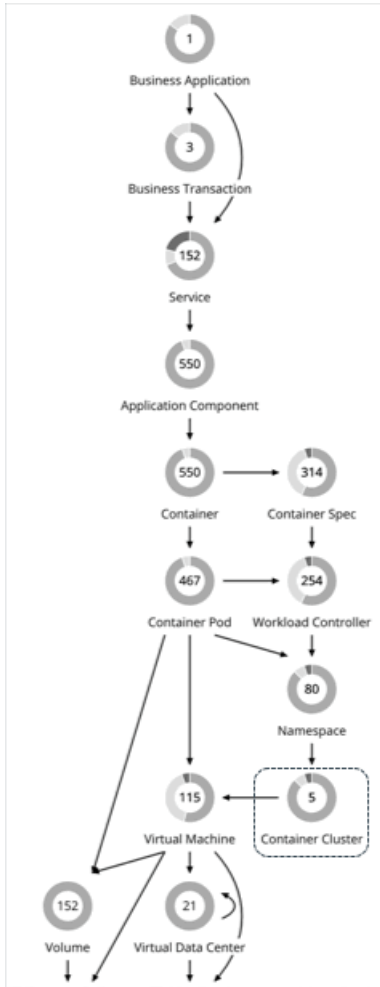 1
Business Application
3
Business Transaction
152
Service
550
Application Component
550
314
Container
Container Spec
467
254
Container Pod
Workload Controller
80
Namespace
115
5
Virtual Machine
Container Cluster
152
21
Volume
Virtual Data Center